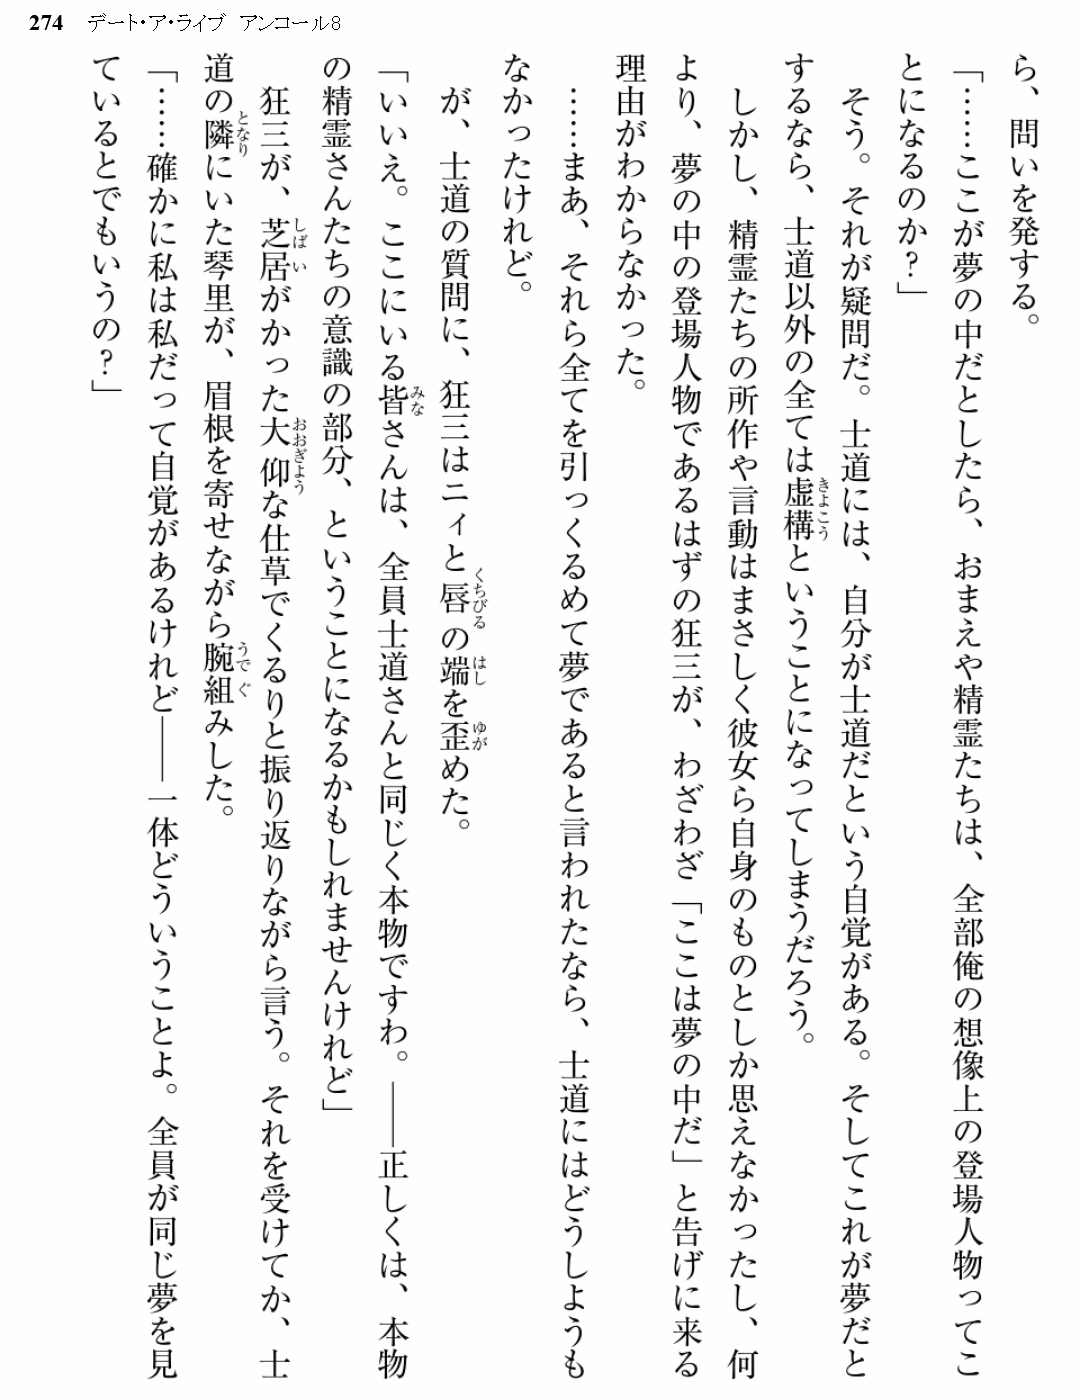 274 デート・ア・ライブ アンコール8
ら、問いを発する。
「……ここが夢の中だとしたら、おまえや精霊たちは、全部俺の想像上の登場人物ってこ
とになるのか？」
そう。それが疑問だ。士道には、自分が士道だという自覚がある。そしてこれが夢だと
するなら、士道以外の全ては虚構ということになってしまうだろう。
しかし、精霊たちの所作や言動はまさしく彼女ら自身のものとしか思えなかったし、何
より、夢の中の登場人物であるはずの狂三が、わざわざ「ここは夢の中だ」と告げに来る
理由がわからなかった。
……まあ、それら全てを引っくるめて夢であると言われたなら、士道にはどうしようも
なかったけれど。
が、士道の質問に、狂三はニィと唇の端を歪めた。
「いいえ。ここにいる皆さんは、全員士道さんと同じく本物ですわ。――正しくは、本物
の精霊さんたちの意識の部分、ということになるかもしれませんけれど」
狂三が、芝居がかった大仰な仕草でくるりと振り返りながら言う。それを受けてか、士
道の隣にいた琴里が、眉根を寄せながら腕組みした。
「……確かに私は私だって自覚があるけれど――一体どういうことよ。全員が同じ夢を見
ているとでもいうの？」